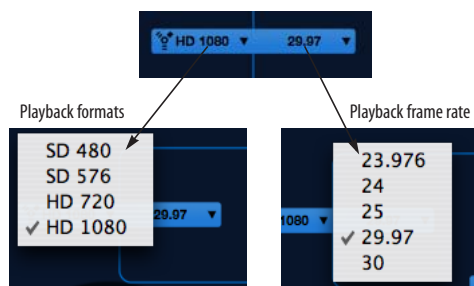 HD 1080 29.97
Playback formats Playback frame rate
SD 480
SD 576
HD 720
✓ HD 1080
29.97
23.976
24
25
✓ 29.97
30
1080